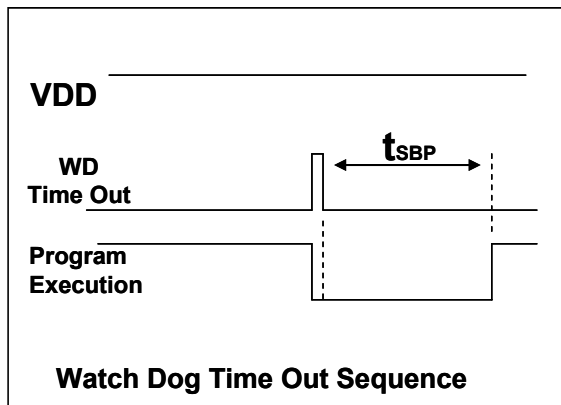 VDD
tSBP
WD
Time Out
Program
Execution
Watch Dog Time Out Sequence